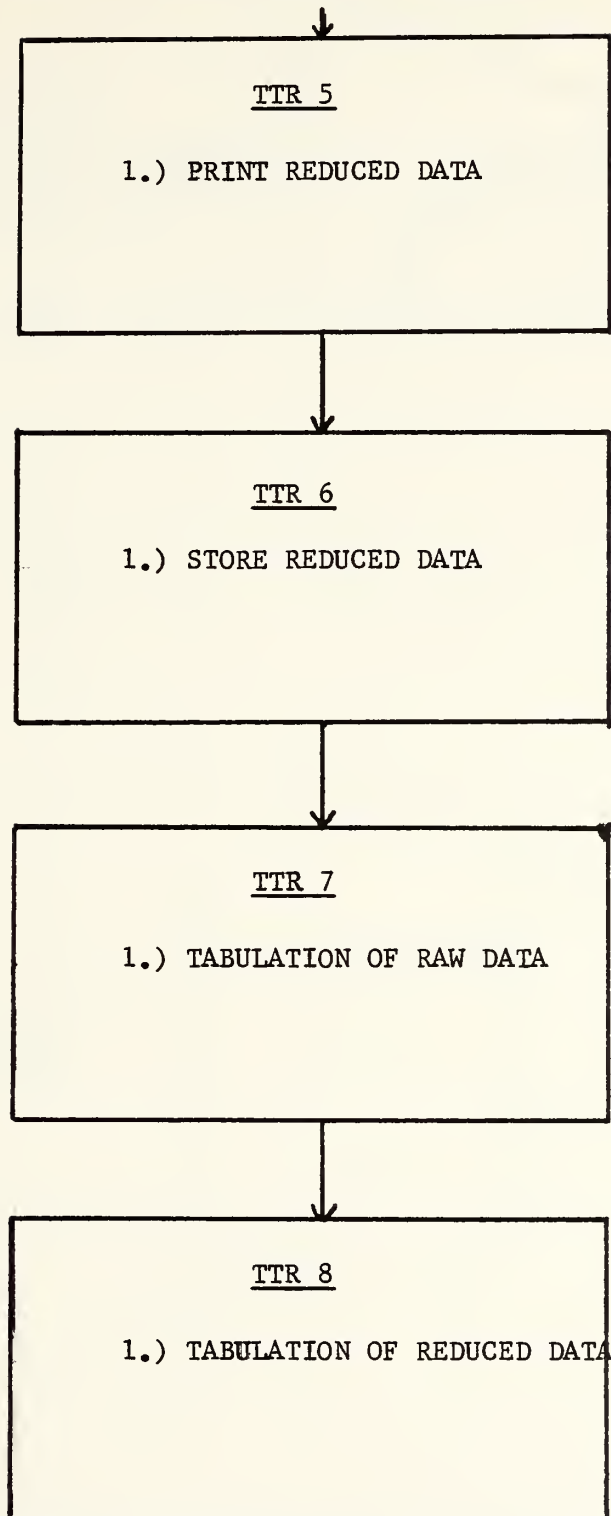 TTR 5
1.) PRINT REDUCED DATA
TTR 6
1.) STORE REDUCED DATA
TTR 7
1.) TABULATION OF RAW DATA
TTR 8
1.) TABULATION OF REDUCED DATA